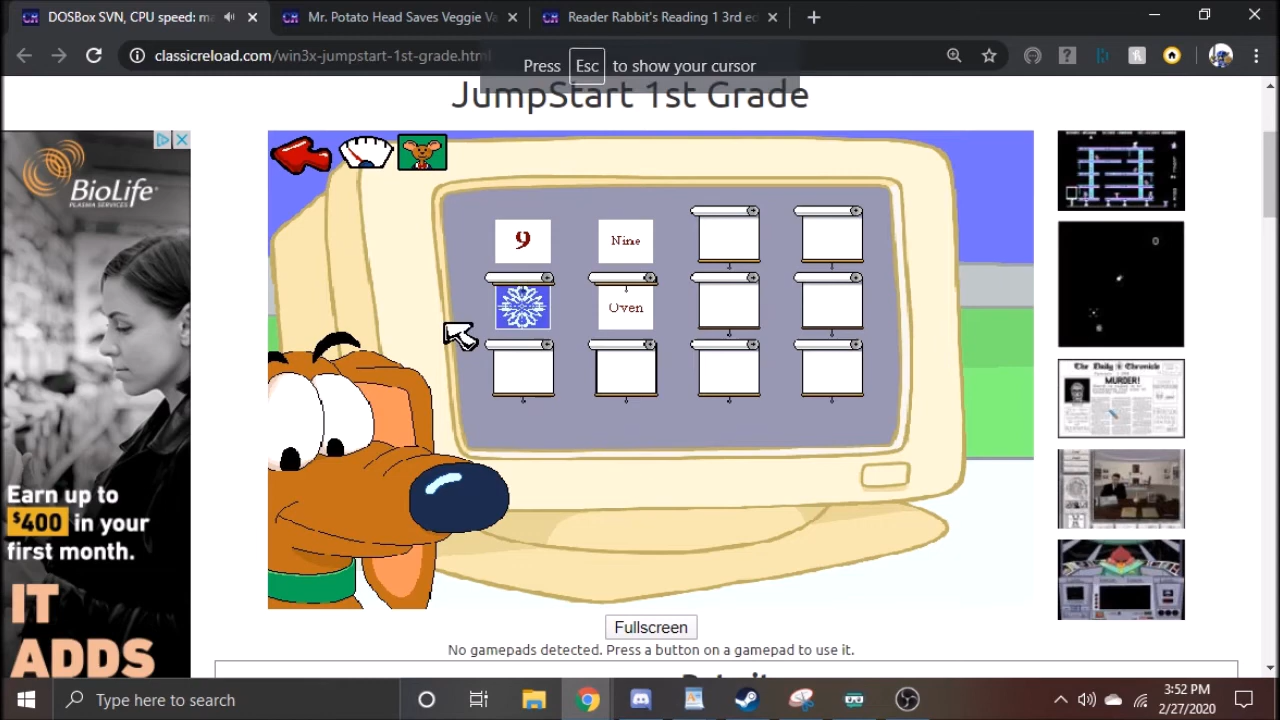 DOSBox SVN, CPU speed: ma
Mr. Potato Head Saves Veggie Va
Reader Rabbit's Reading 1 3rd ed
classicreload.com/win3x-jumpstart-1st-grade.html
Press Esc to show your cursor
JumpStart 1st Grade
BioLife
PLASMA SERVICES
Earn up to
$400 in your
first month.
IT
ADDS
9
Nine
Oven
0
The Daily Chronicle
MURDER!
Fullscreen
No gamepads detected. Press a button on a gamepad to use it.
Type here to search
3:52 PM
2/27/2020